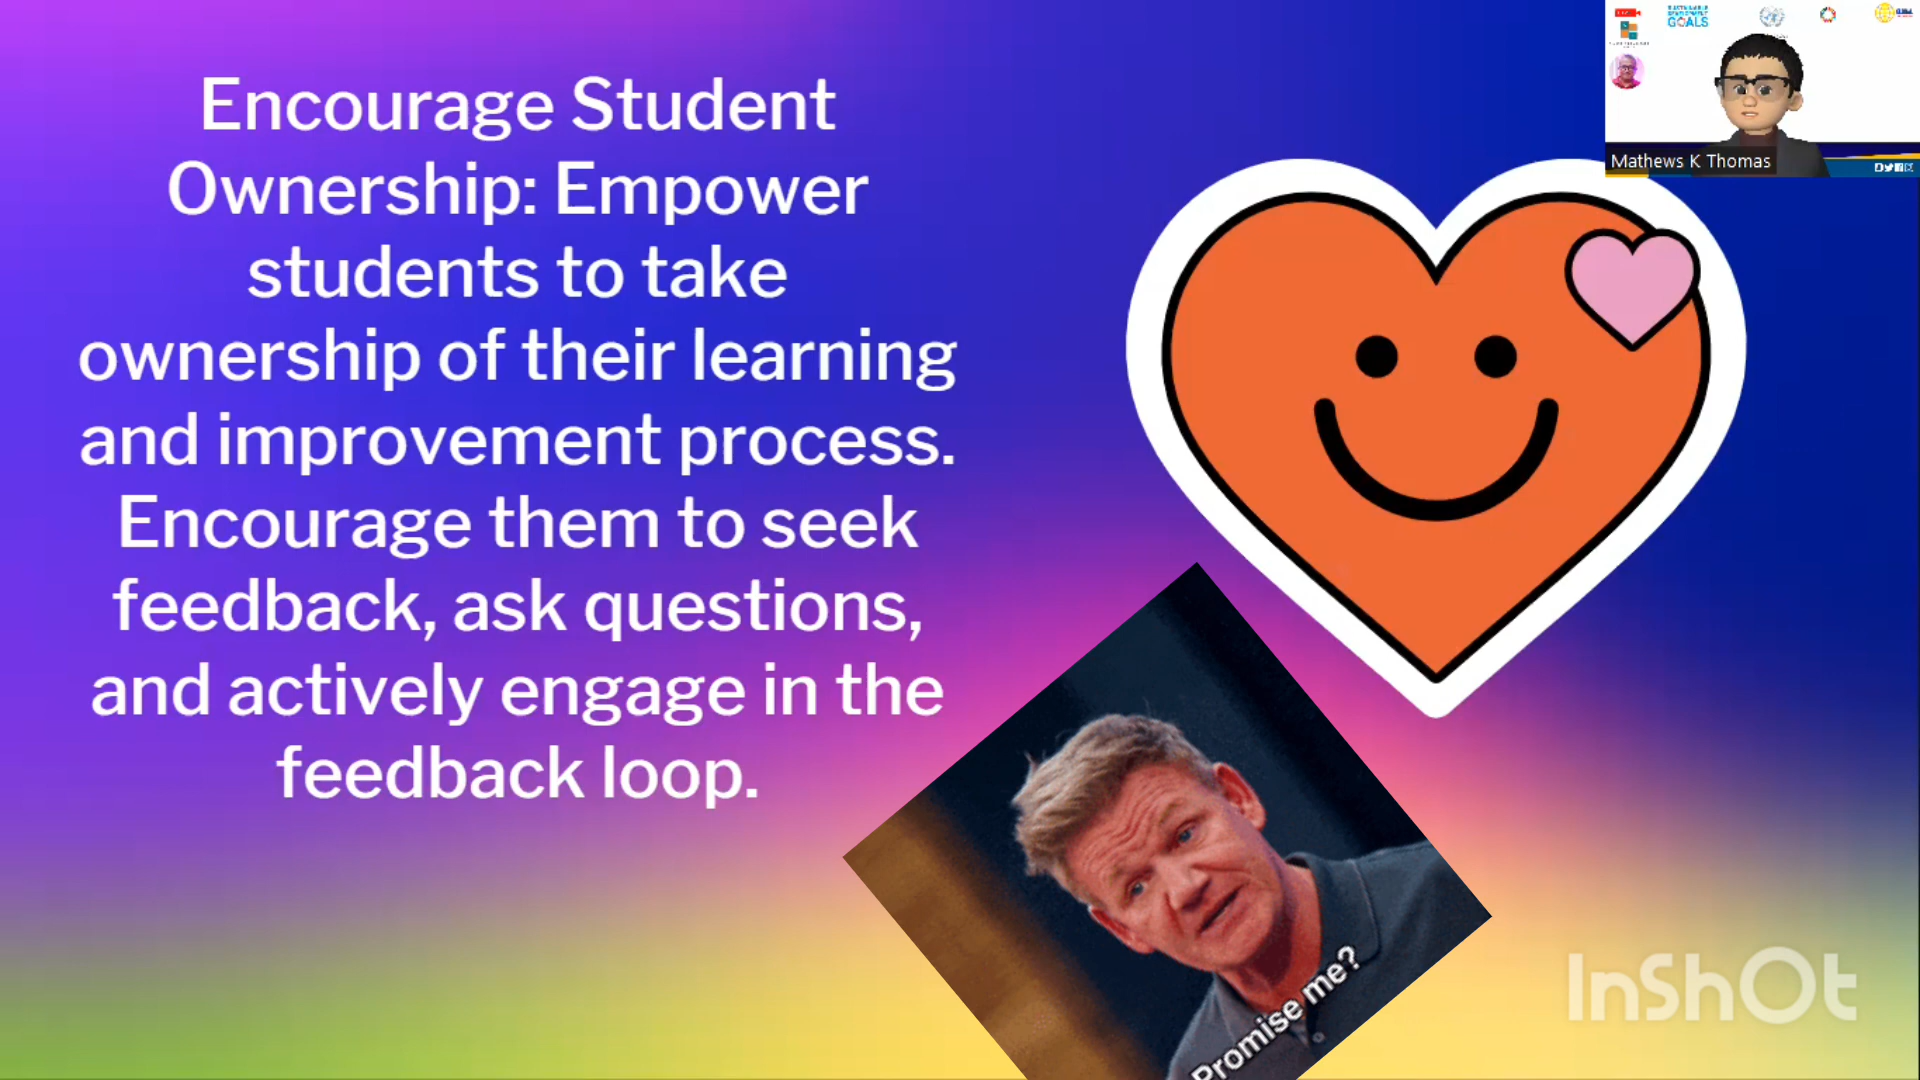 Encourage Student
Ownership: Empower
students to take
ownership of their learning
and improvement process.
Encourage them to seek
feedback, ask questions,
and actively engage in the
feedback loop.
GOALS
Mathews K Thomas
Promise me?
InShOt